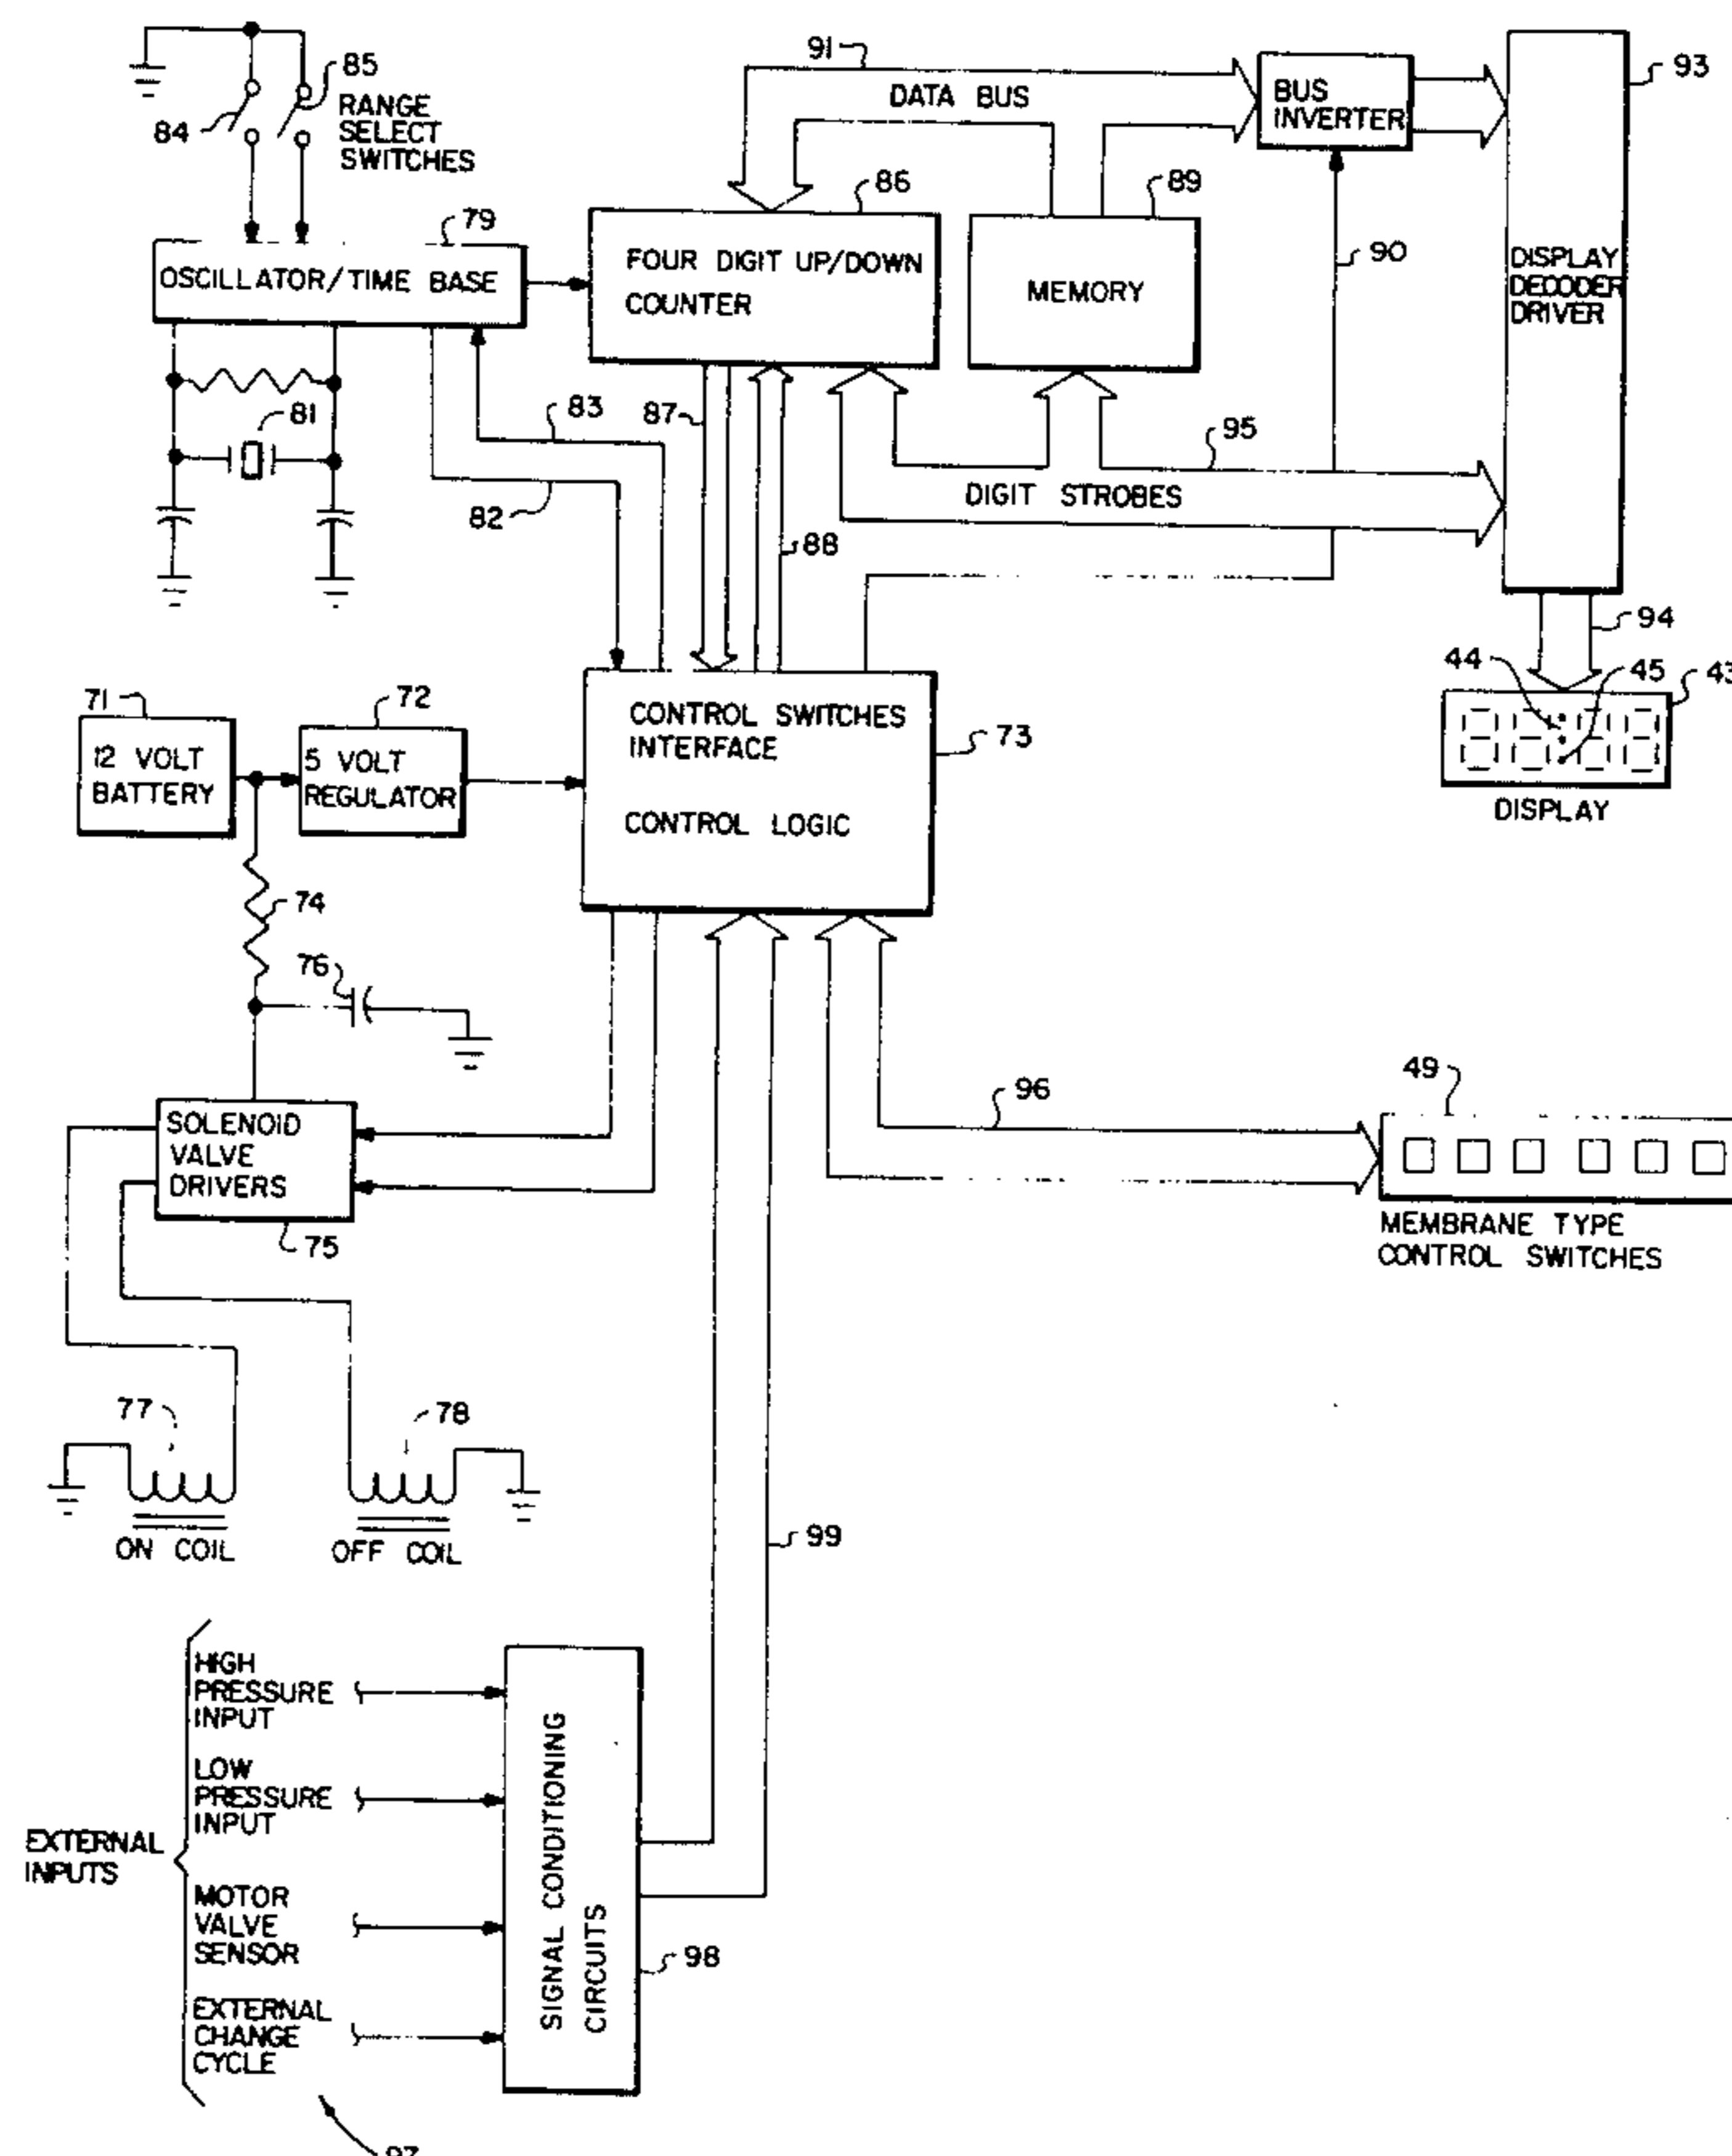 85
84
RANGE
SELECT
SWITCHES
79
OSCILLATOR/TIME BASE
81
83
82
91
DATA BUS
86
FOUR DIGIT UP/DOWN
COUNTER
89
MEMORY
BUS
INVERTER
93
90
DISPLAY
DECODER
DRIVER
87
88
95
DIGIT STROBES
94
44
45
43
DISPLAY
71
12 VOLT
BATTERY
72
5 VOLT
REGULATOR
CONTROL SWITCHES
INTERFACE
CONTROL LOGIC
73
74
76
SOLENOID
VALVE
DRIVERS
75
96
49
MEMBRANE TYPE
CONTROL SWITCHES
77
78
ON COIL
OFF COIL
99
EXTERNAL
INPUTS
HIGH
PRESSURE
INPUT
LOW
PRESSURE
INPUT
MOTOR
VALVE
SENSOR
EXTERNAL
CHANGE
CYCLE
SIGNAL CONDITIONING
CIRCUITS
98
97